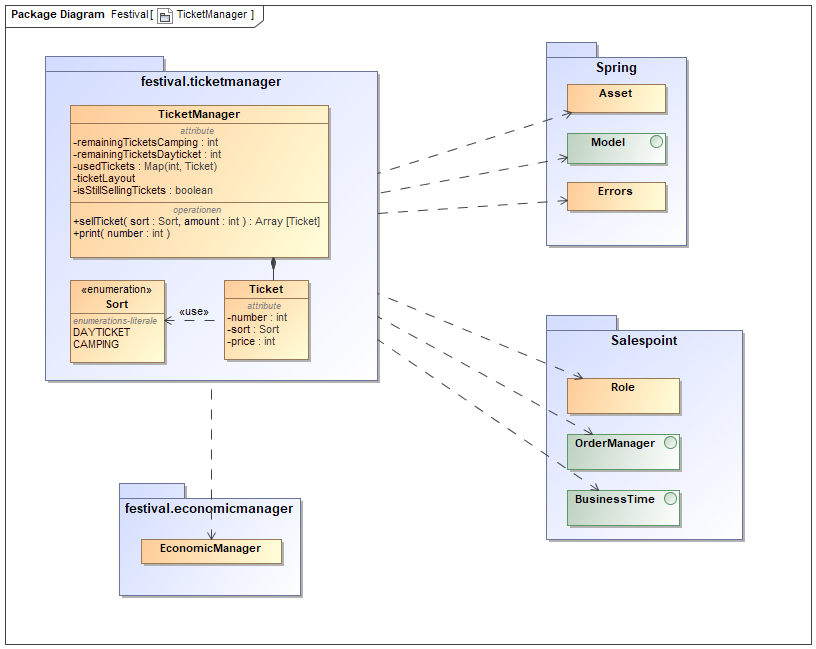 Package Diagram Festival[ TicketManager ]
festival.ticketmanager
TicketManager
attribute
-remainingTicketsCamping : int
-remainingTicketsDayticket : int
-usedTickets : Map(int, Ticket)
-ticketLayout
-isStillSellingTickets : boolean
operationen
+sellTicket( sort : Sort, amount : int ) : Array [Ticket]
+print( number : int )
«enumeration»
Sort
enumerations-literale
DAYTICKET
CAMPING
«use»
Ticket
attribute
-number : int
-sort : Sort
-price : int
Spring
Asset
Model
Errors
Salespoint
Role
OrderManager
BusinessTime
festival.economicmanager
EconomicManager